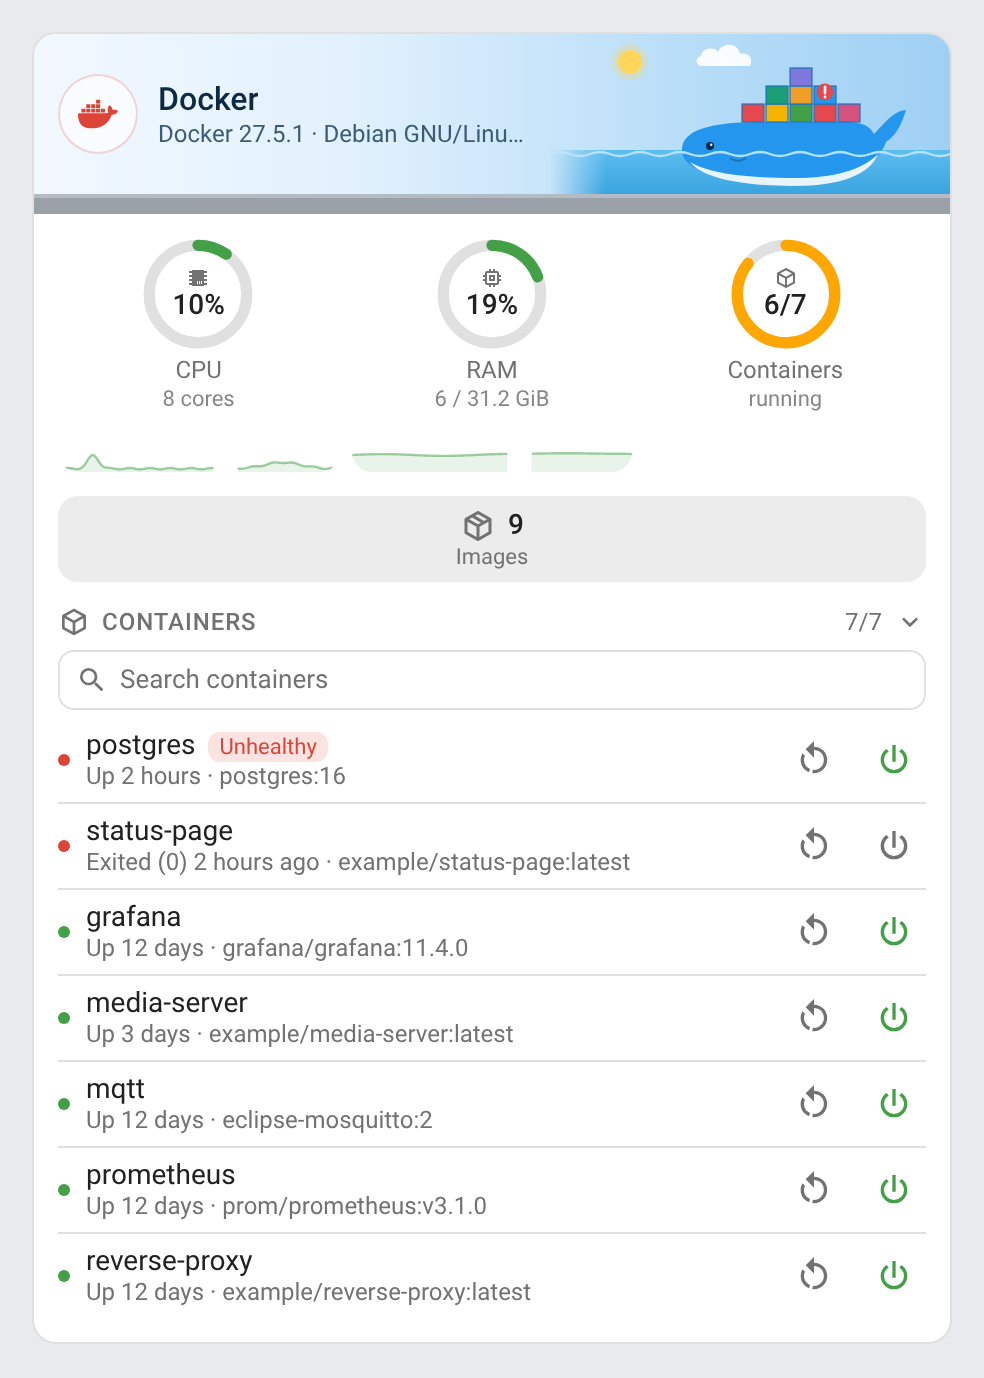 Docker
Docker 27.5.1 · Debian GNU/Linu...
10%
19%
6/7
CPU
RAM
Containers
8 cores
6 / 31.2 GiB
running
9
Images
CONTAINERS 7/7
Search containers
postgres Unhealthy
Up 2 hours · postgres:16
status-page
Exited (0) 2 hours ago · example/status-page:latest
grafana
Up 12 days · grafana/grafana:11.4.0
media-server
Up 3 days · example/media-server:latest
mqtt
Up 12 days · eclipse-mosquitto:2
prometheus
Up 12 days · prom/prometheus:v3.1.0
reverse-proxy
Up 12 days · example/reverse-proxy:latest